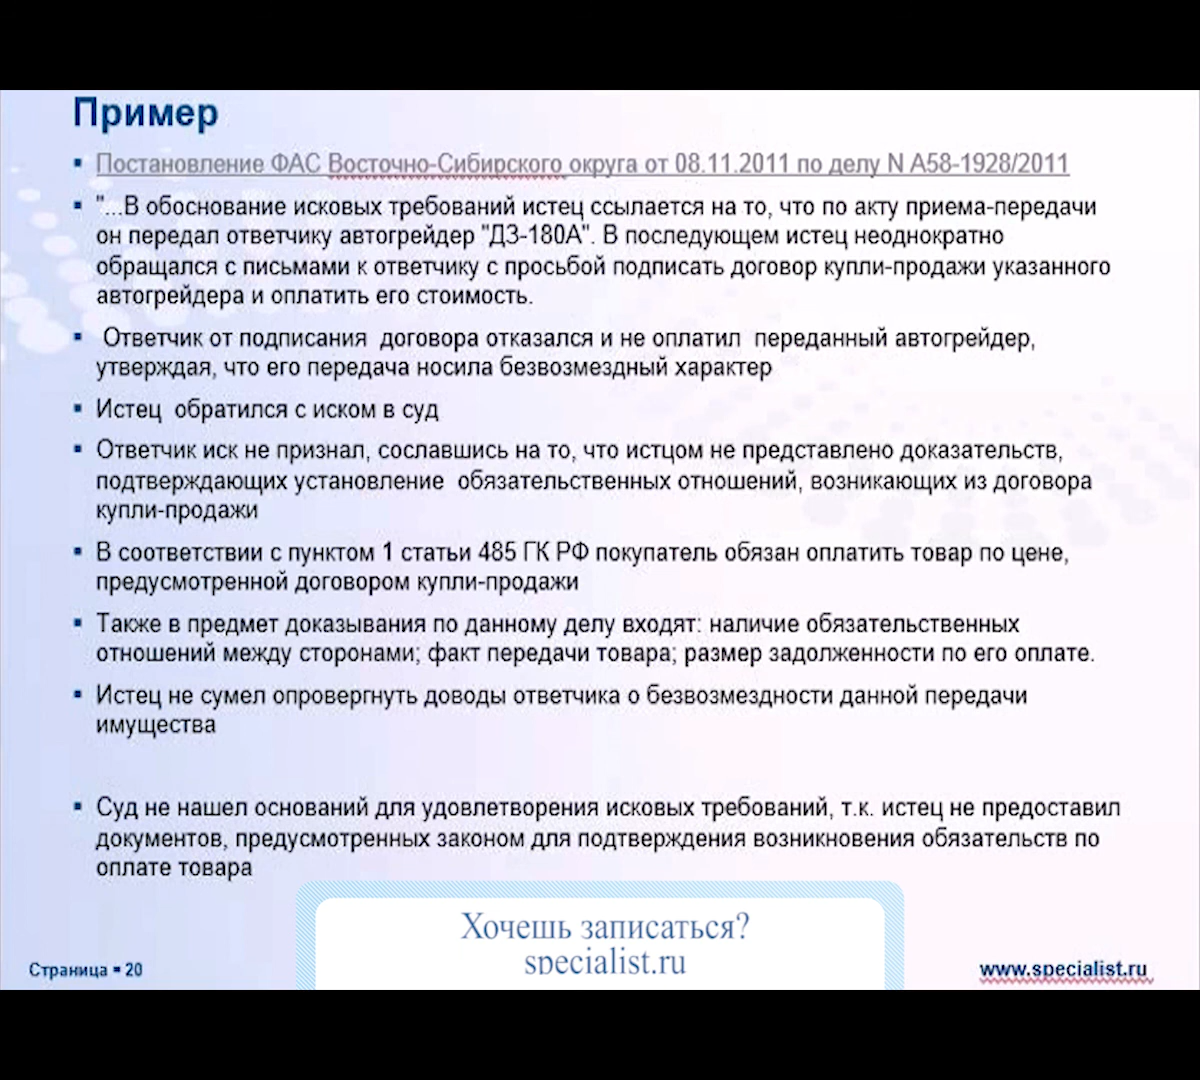 Пример
Постановление ФАС Восточно-Сибирского округа от 08.11.2011 по делу N А58-1928/2011
"...В обоснование исковых требований истец ссылается на то, что по акту приема-передачи
он передал ответчику автогрейдер "ДЗ-180А". В последующем истец неоднократно
обращался с письмами к ответчику с просьбой подписать договор купли-продажи указанного
автогрейдера и оплатить его стоимость.
Ответчик от подписания договора отказался и не оплатил переданный автогрейдер,
утверждая, что его передача носила безвозмездный характер
Истец обратился с иском в суд
Ответчик иск не признал, сославшись на то, что истцом не представлено доказательств,
подтверждающих установление обязательственных отношений, возникающих из договора
купли-продажи
В соответствии с пунктом 1 статьи 485 ГК РФ покупатель обязан оплатить товар по цене,
предусмотренной договором купли-продажи
Также в предмет доказывания по данному делу входят: наличие обязательственных
отношений между сторонами; факт передачи товара; размер задолженности по его оплате.
Истец не сумел опровергнуть доводы ответчика о безвозмездности данной передачи
имущества
Суд не нашел оснований для удовлетворения исковых требований, т.к. истец не предоставил
документов, предусмотренных законом для подтверждения возникновения обязательств по
оплате товара
Хочешь записаться?
specialist.ru
Страница ▪ 20
www.specialist.ru